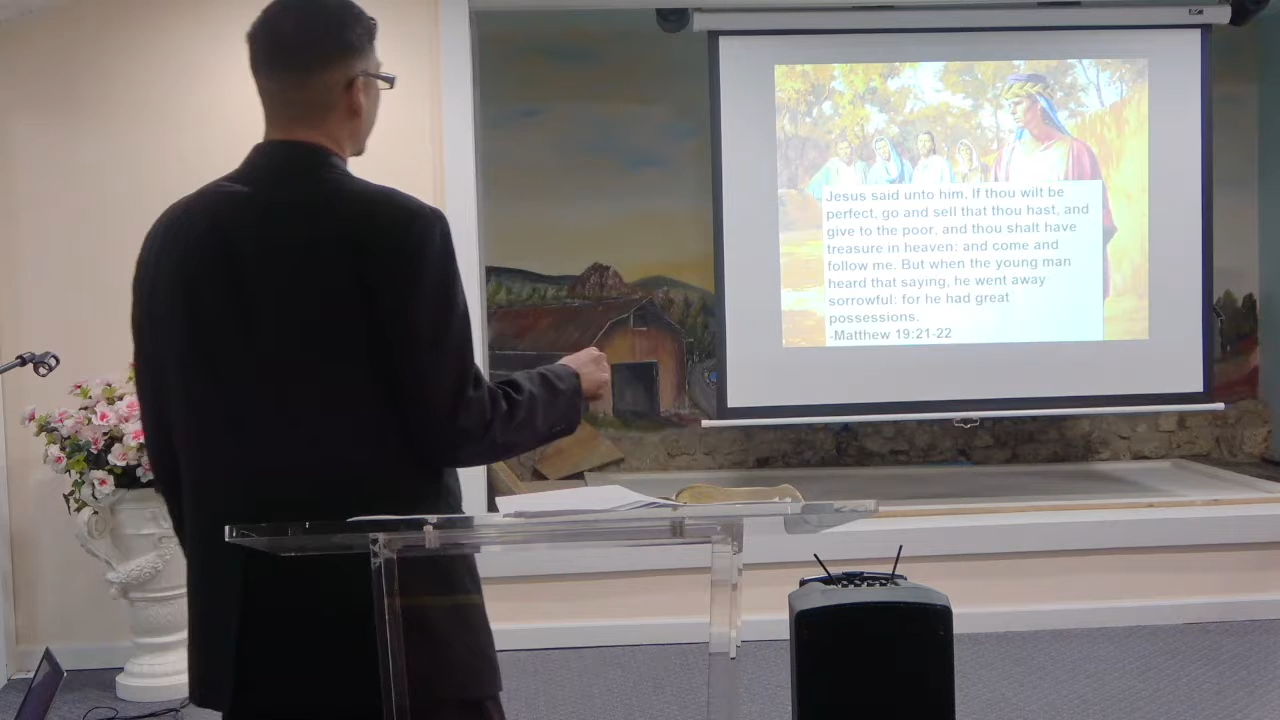 Jesus said unto him, If thou wilt be
perfect, go and sell that thou hast, and
give to the poor, and thou shalt have
treasure in heaven: and come and
follow me. But when the young man
heard that saying, he went away
sorrowful: for he had great
possessions.
-Matthew 19:21-22